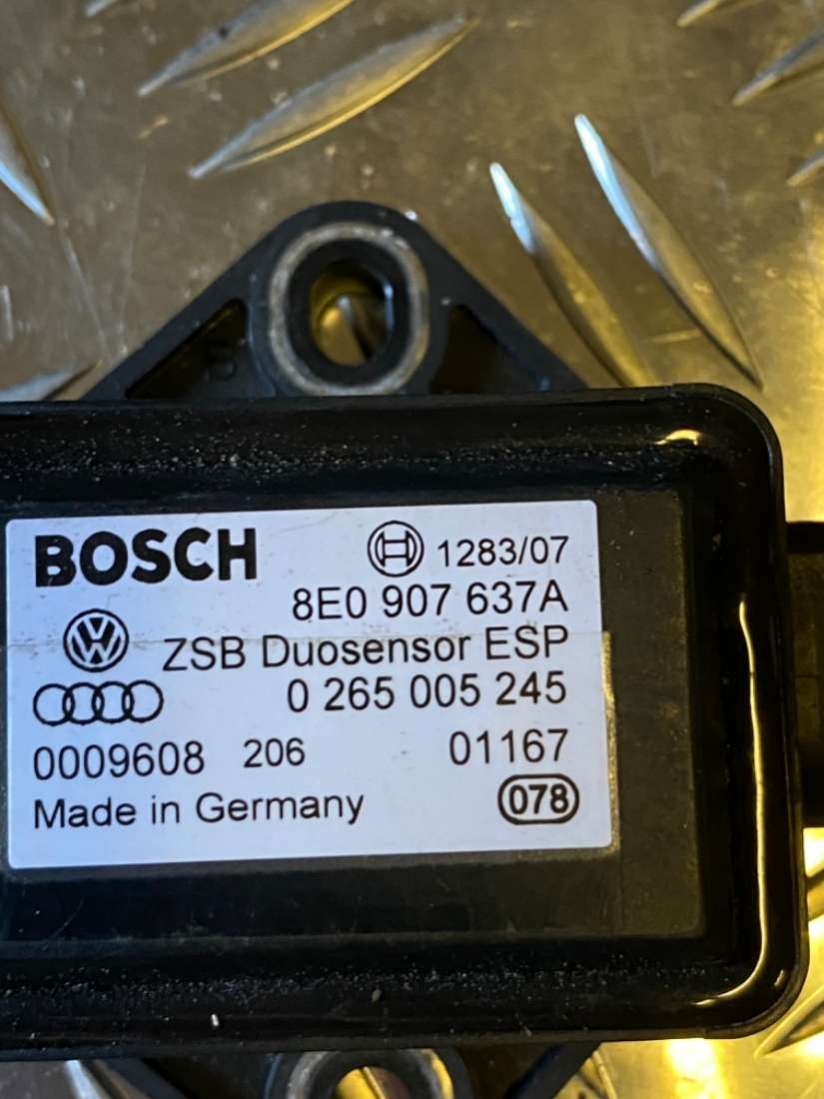 BOSCH 1283/07
8E0 907 637A
VW ZSB Duosensor ESP
0 265 005 245
0009608 206 01167
Made in Germany 078